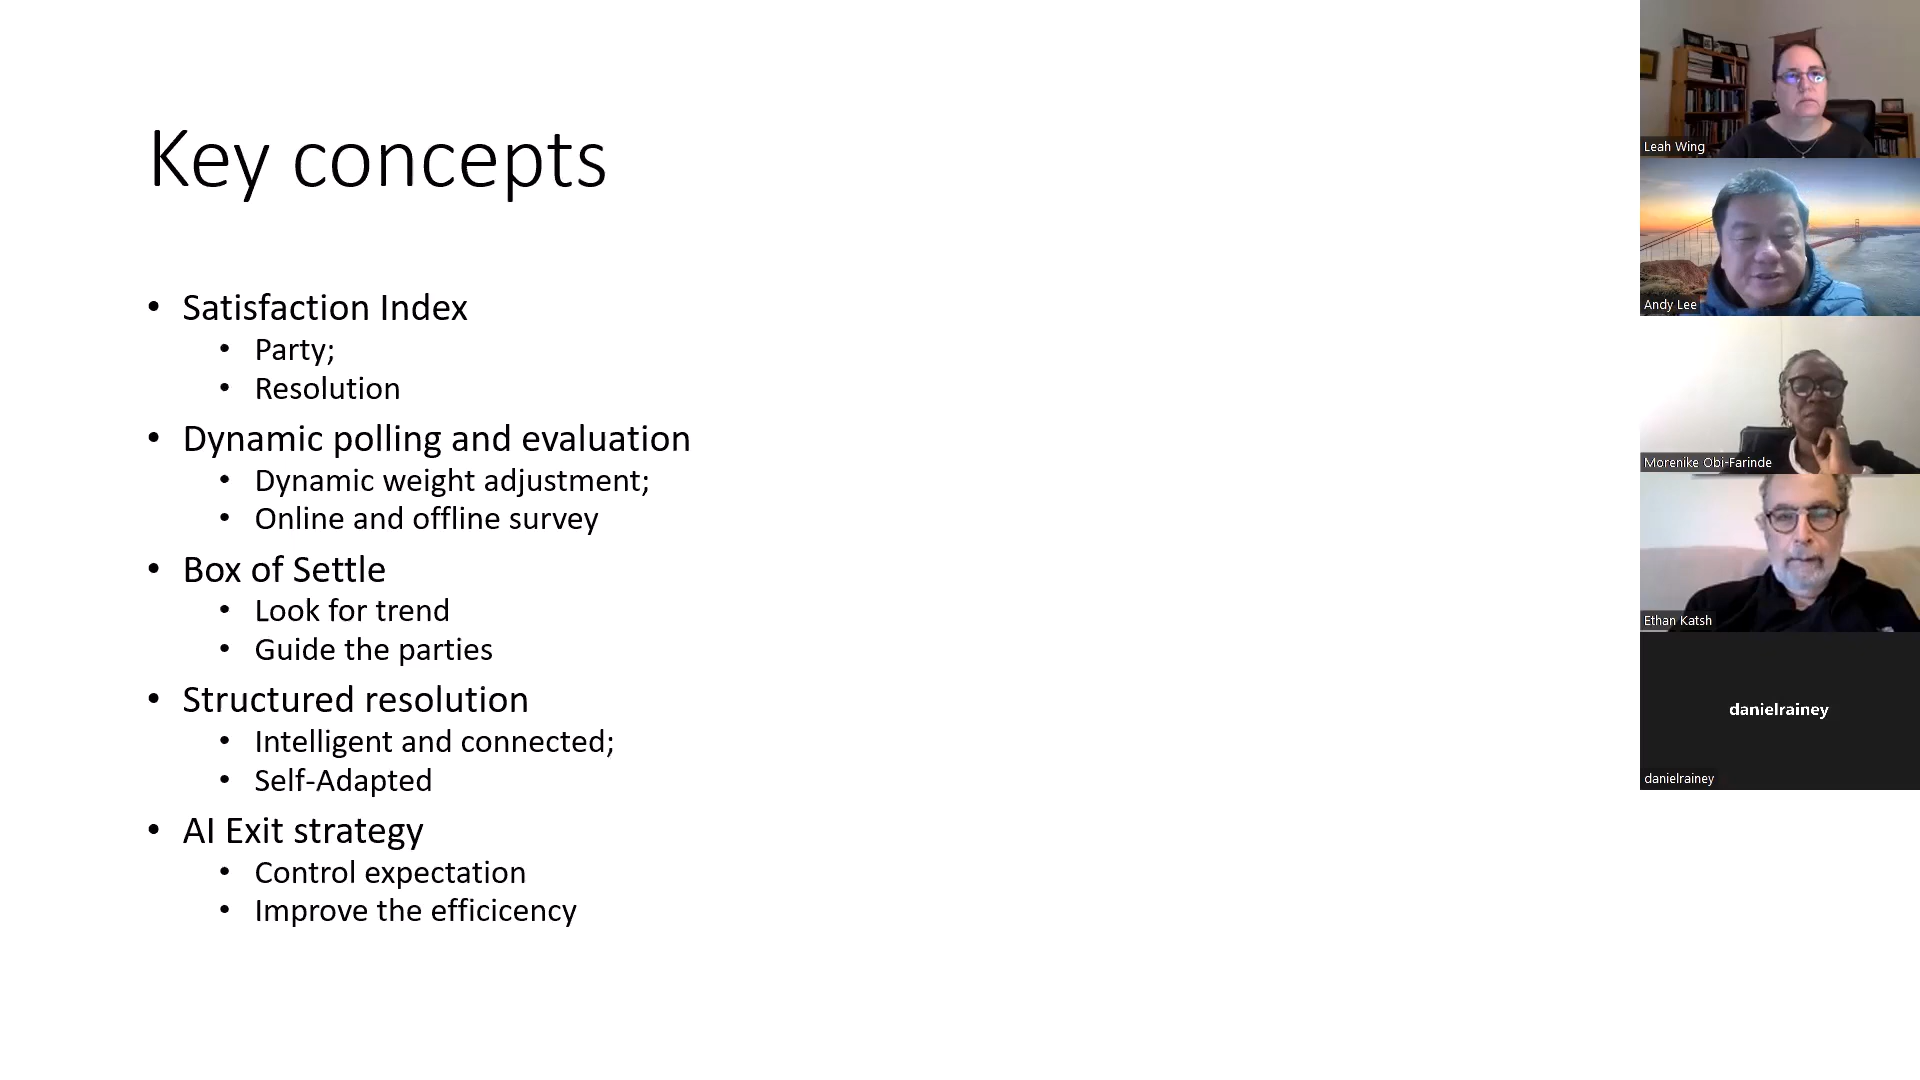 Key concepts
• Satisfaction Index
• Party;
• Resolution
• Dynamic polling and evaluation
• Dynamic weight adjustment;
• Online and offline survey
• Box of Settle
• Look for trend
• Guide the parties
• Structured resolution
• Intelligent and connected;
• Self-Adapted
• AI Exit strategy
• Control expectation
• Improve the efficicency
Leah Wing
Andy Lee
Morenike Obi-Farinde
Ethan Katsh
danielrainey
danielrainey